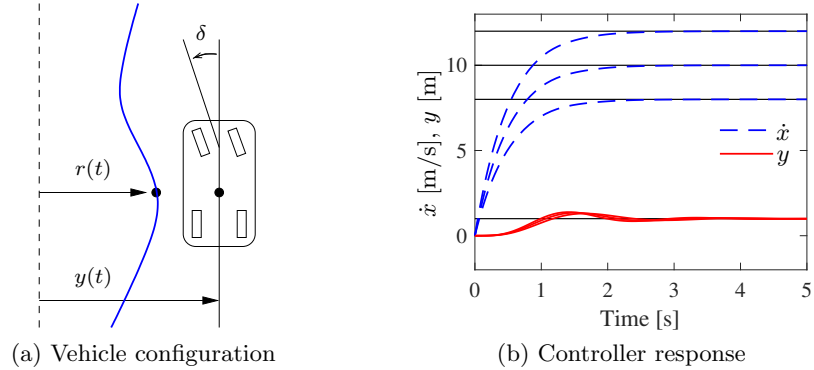 δ
r(t)
y(t)
(a) Vehicle configuration
ẋ [m/s], y [m]
10
5
0
ẋ
y
0 1 2 3 4 5
Time [s]
(b) Controller response